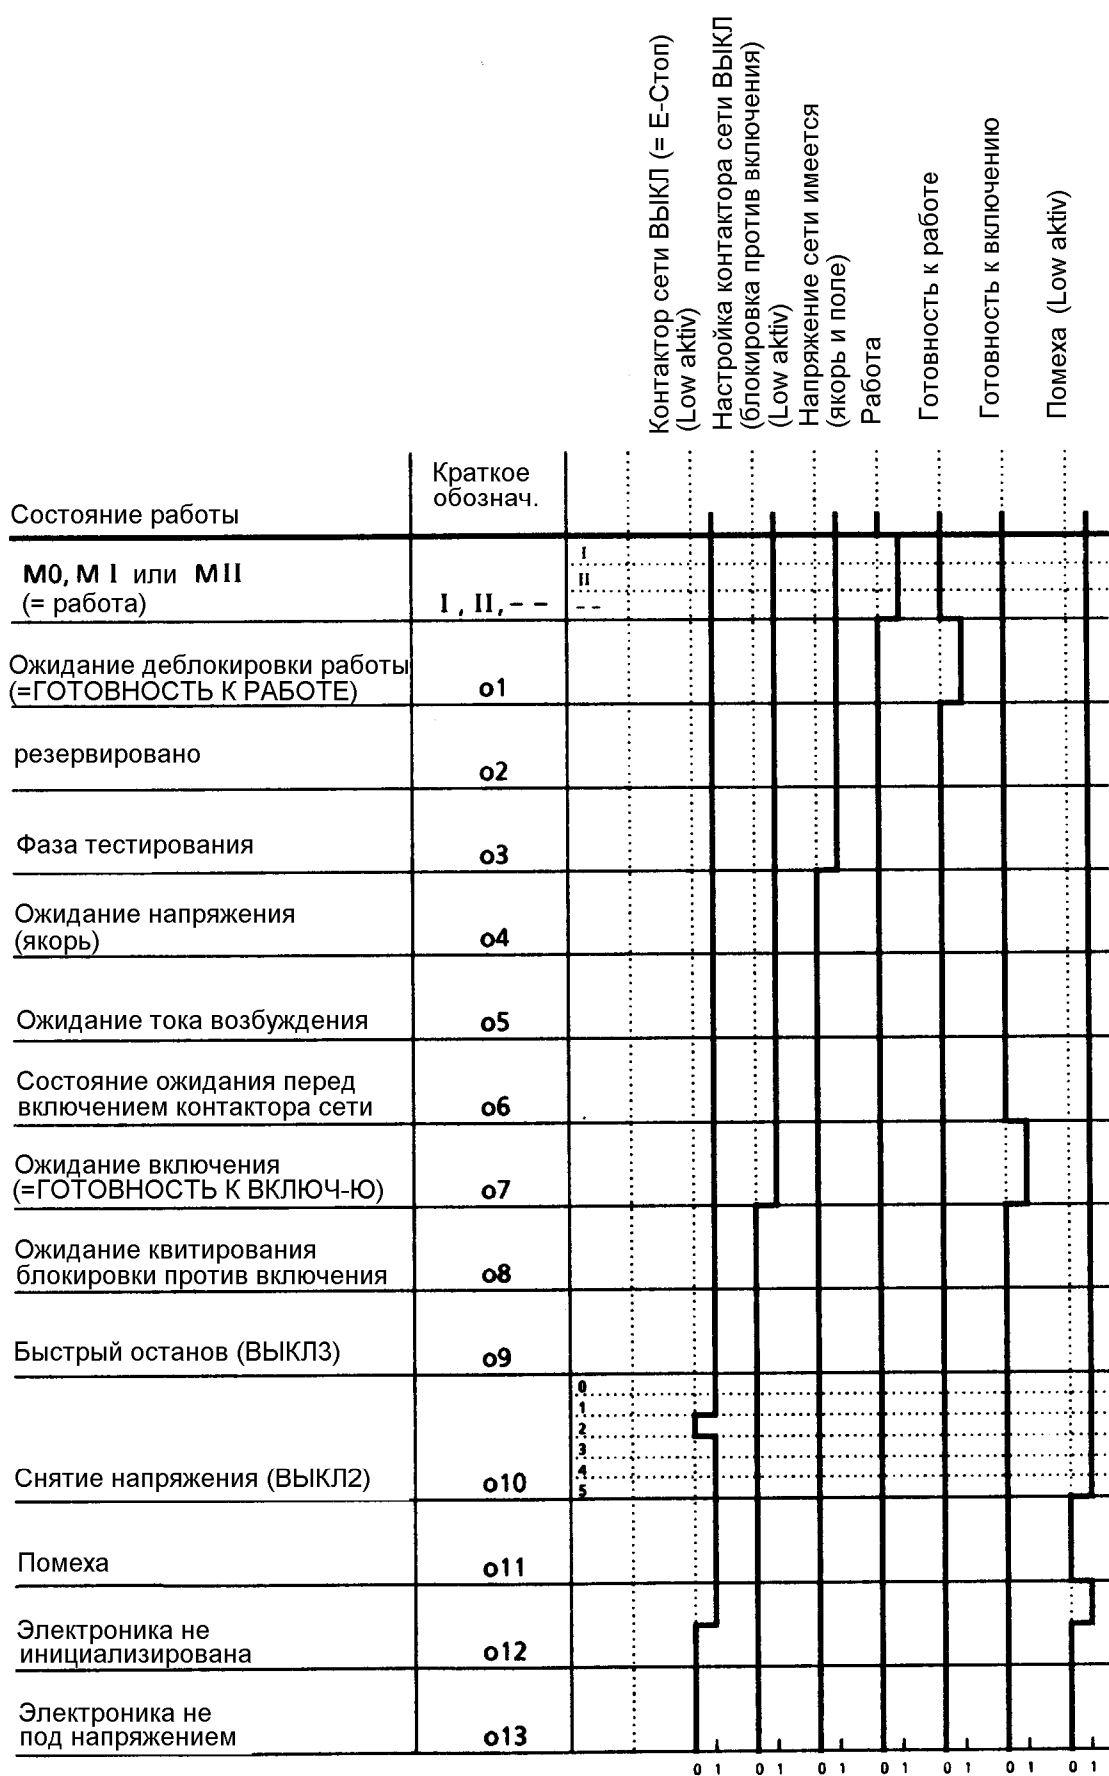 Контактор сети ВЫКЛ (= Е-Стоп)
(Low aktiv)
Настройка контактора сети ВЫКЛ
(блокировка против включения)
(Low aktiv)
Напряжение сети имеется
(якорь и поле)
Работа
Готовность к работе
Готовность к включению
Помеха (Low aktiv)
Состояние работы
Краткое
обознач.
M0, M I или M II
(= работа)
I , II, - -
I
II
- -
Ожидание деблокировки работы
(=ГОТОВНОСТЬ К РАБОТЕ)
o1
резервировано
o2
Фаза тестирования
o3
Ожидание напряжения
(якорь)
o4
Ожидание тока возбуждения
o5
Состояние ожидания перед
включением контактора сети
o6
Ожидание включения
(=ГОТОВНОСТЬ К ВКЛЮЧ-Ю)
o7
Ожидание квитирования
блокировки против включения
o8
Быстрый останов (ВЫКЛ3)
o9
Снятие напряжения (ВЫКЛ2)
o10
0
1
2
3
4
5
Помеха
o11
Электроника не
инициализирована
o12
Электроника не
под напряжением
o13
0 1 0 1 0 1 0 1 0 1 0 1 0 1